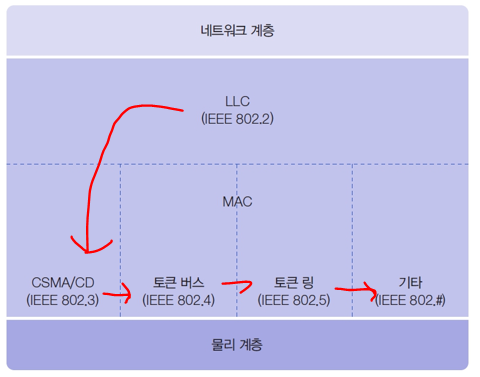 네트워크 계층
LLC
(IEEE 802.2)
MAC
CSMA/CD
(IEEE 802.3)
토큰 버스
(IEEE 802.4)
토큰 링
(IEEE 802.5)
기타
(IEEE 802.#)
물리 계층